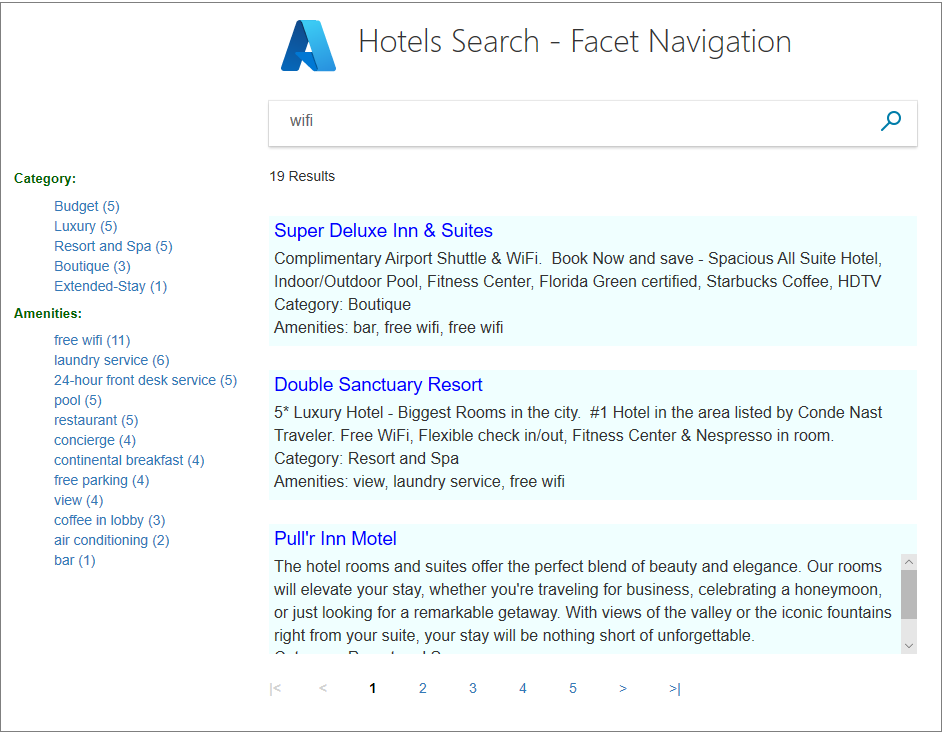 Hotels Search - Facet Navigation
wifi
19 Results
Category:
Budget (5)
Luxury (5)
Resort and Spa (5)
Boutique (3)
Extended-Stay (1)
Amenities:
free wifi (11)
laundry service (6)
24-hour front desk service (5)
pool (5)
restaurant (5)
concierge (4)
continental breakfast (4)
free parking (4)
view (4)
coffee in lobby (3)
air conditioning (2)
bar (1)
Super Deluxe Inn & Suites
Complimentary Airport Shuttle & WiFi.  Book Now and save - Spacious All Suite Hotel,
Indoor/Outdoor Pool, Fitness Center, Florida Green certified, Starbucks Coffee, HDTV
Category: Boutique
Amenities: bar, free wifi, free wifi
Double Sanctuary Resort
5* Luxury Hotel - Biggest Rooms in the city.  #1 Hotel in the area listed by Conde Nast
Traveler. Free WiFi, Flexible check in/out, Fitness Center & Nespresso in room.
Category: Resort and Spa
Amenities: view, laundry service, free wifi
Pull'r Inn Motel
The hotel rooms and suites offer the perfect blend of beauty and elegance. Our rooms
will elevate your stay, whether you're traveling for business, celebrating a honeymoon,
or just looking for a remarkable getaway. With views of the valley or the iconic fountains
right from your suite, your stay will be nothing short of unforgettable.
|< < 1 2 3 4 5 > >|